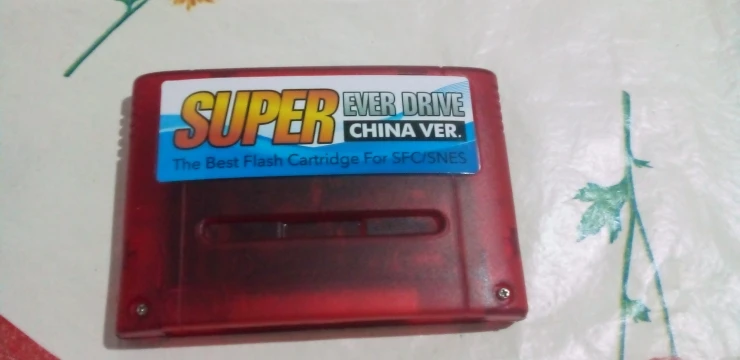 SUPER EVER DRIVE
CHINA VER.
The Best Flash Cartridge For SFC/SNES